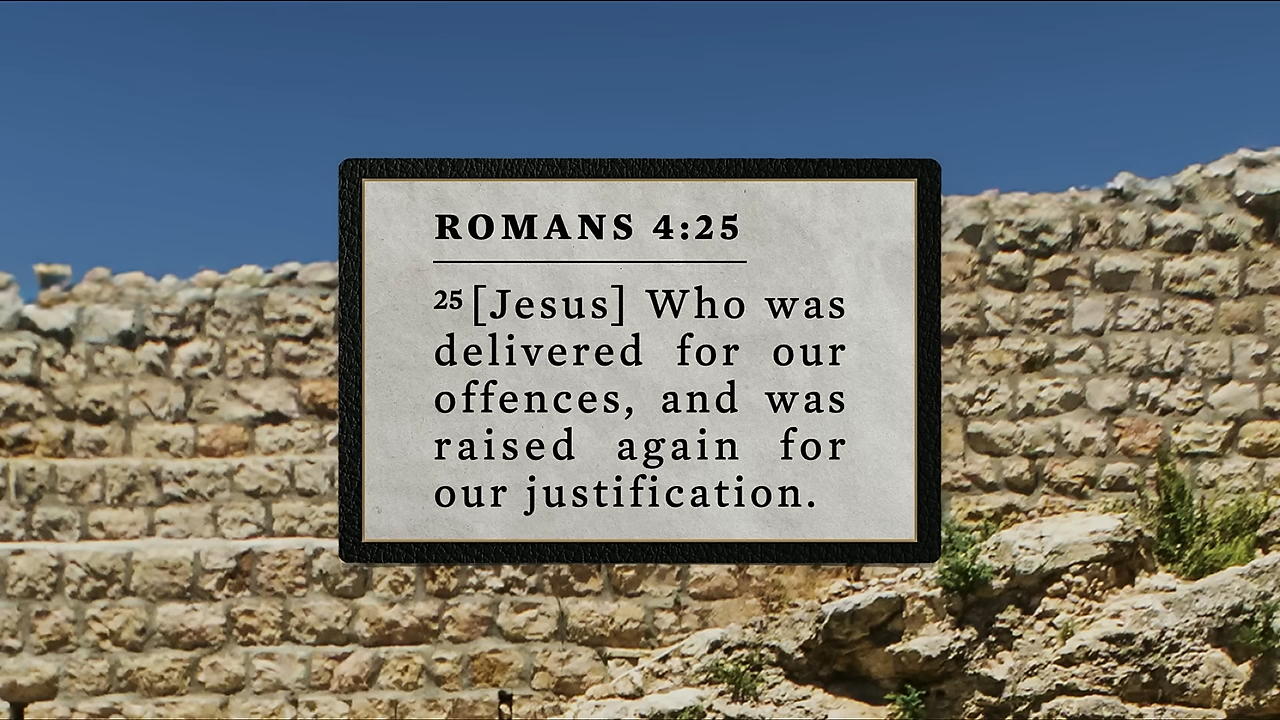 ROMANS 4:25
25 [Jesus] Who was
delivered for our
offences, and was
raised again for
our justification.